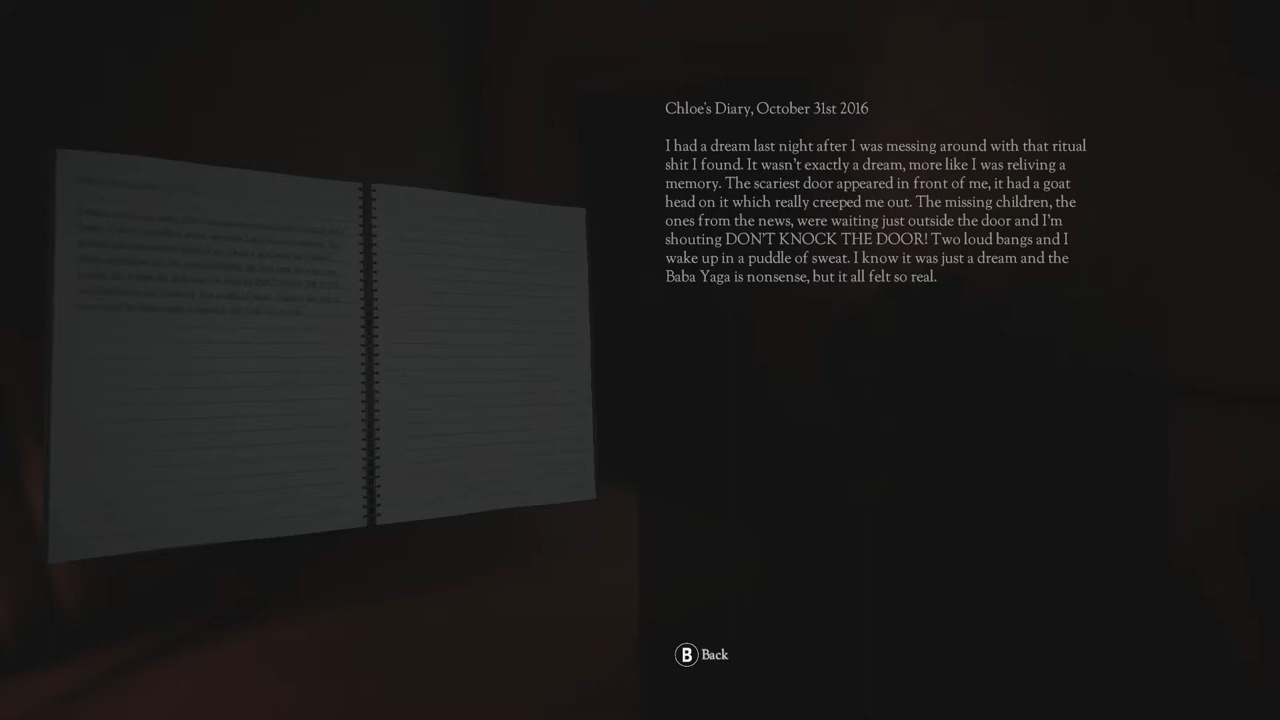 Chloe's Diary, October 31st 2016
I had a dream last night after I was messing around with that ritual
shit I found. It wasn't exactly a dream, more like I was reliving a
memory. The scariest door appeared in front of me, it had a goat
head on it which really creeped me out. The missing children, the
ones from the news, were waiting just outside the door and I'm
shouting DON'T KNOCK THE DOOR! Two loud bangs and I
wake up in a puddle of sweat. I know it was just a dream and the
Baba Yaga is nonsense, but it all felt so real.
B Back